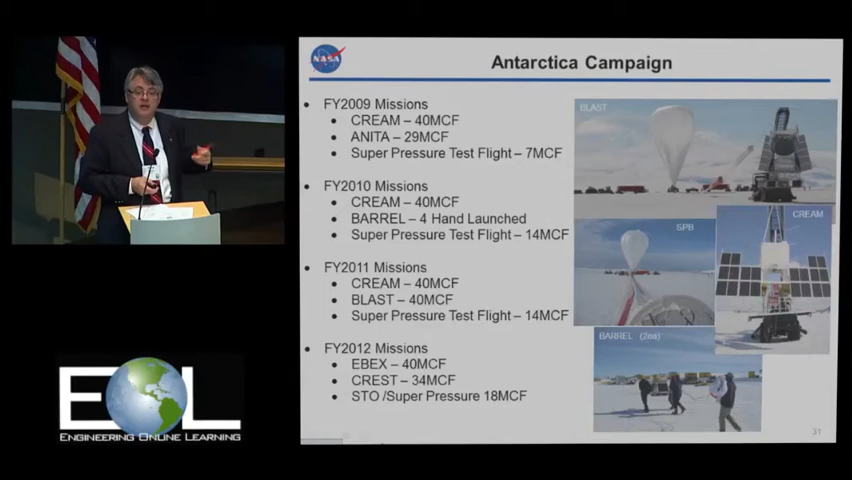 NASA
Antarctica Campaign
• FY2009 Missions
• CREAM – 40MCF
• ANITA – 29MCF
• Super Pressure Test Flight – 7MCF
• FY2010 Missions
• CREAM – 40MCF
• BARREL – 4 Hand Launched
• Super Pressure Test Flight – 14MCF
• FY2011 Missions
• CREAM – 40MCF
• BLAST – 40MCF
• Super Pressure Test Flight – 14MCF
• FY2012 Missions
• EBEX – 40MCF
• CREST – 34MCF
• STO /Super Pressure 18MCF
BLAST
SPB
CREAM
BARREL (2ea)
31
EOL
ENGINEERING ONLINE LEARNING